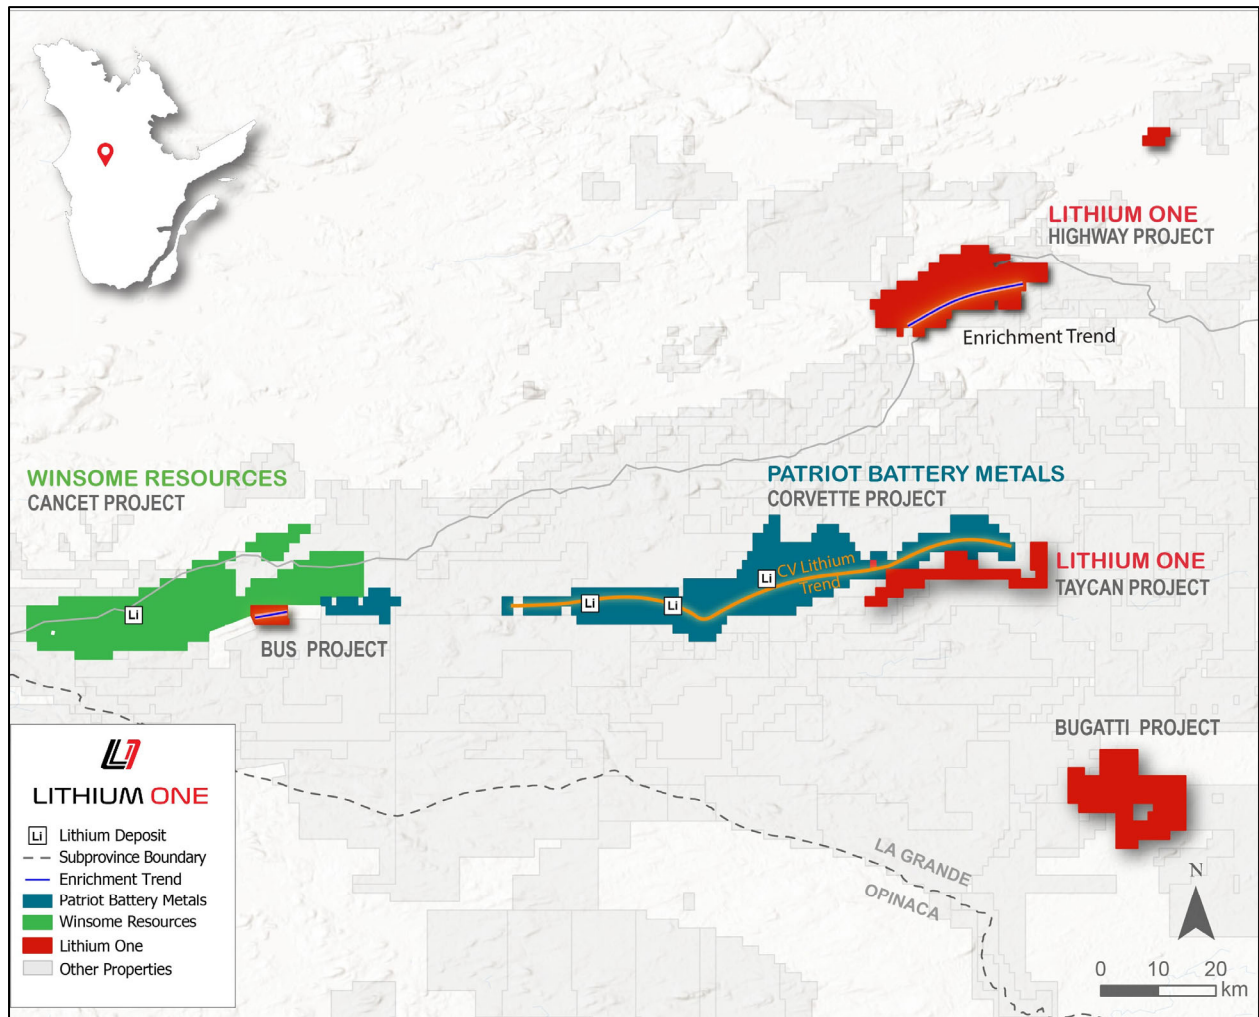 LITHIUM ONE
HIGHWAY PROJECT
Enrichment Trend
WINSOME RESOURCES
CANCET PROJECT
PATRIOT BATTERY METALS
CORVETTE PROJECT
CV Lithium
Trend
LITHIUM ONE
TAYCAN PROJECT
Li
Li
Li
Li
BUS PROJECT
BUGATTI PROJECT
LA GRANDE
OPINACA
LITHIUM ONE
Li Lithium Deposit
Subprovince Boundary
Enrichment Trend
Patriot Battery Metals
Winsome Resources
Lithium One
Other Properties
N
0 10 20
km